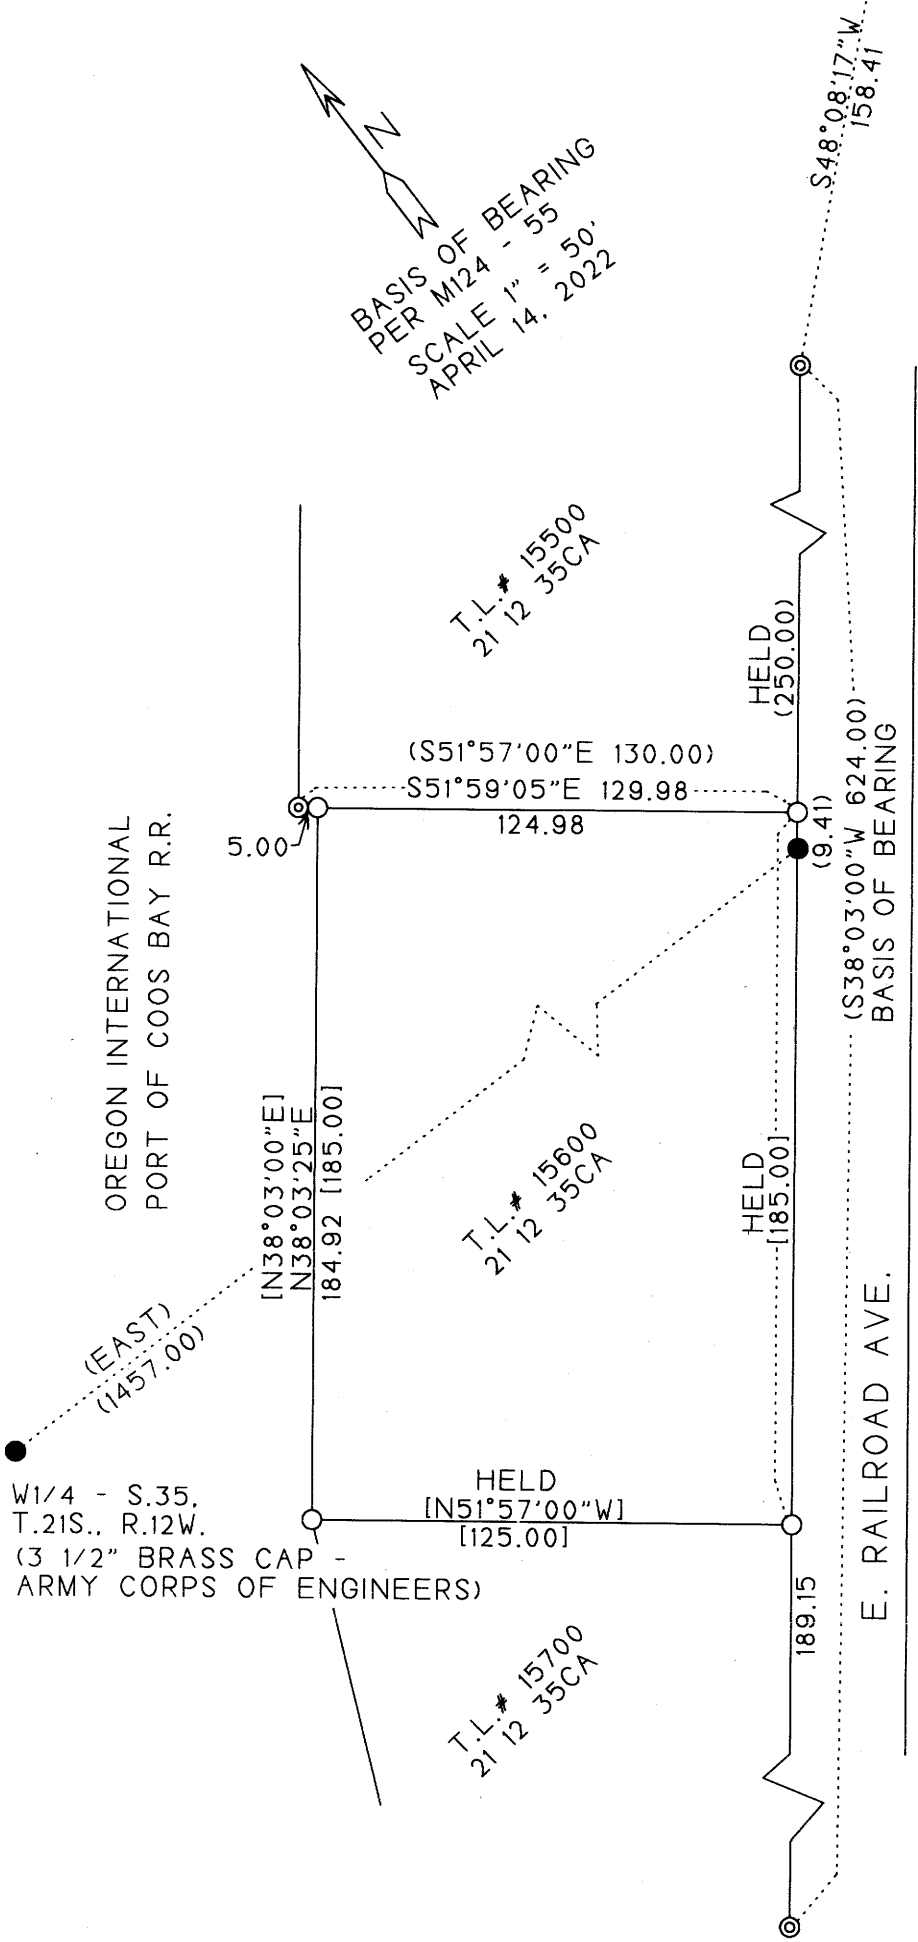 S48°08'17"W
158.41
N
BASIS OF BEARING
PER M124 - 55
SCALE 1" = 50'
APRIL 14, 2022
T.L.# 15500
21 12 35CA
HELD
(250.00)
(S51°57'00"E 130.00)
S51°59'05"E 129.98
124.98
5.00
(9.41)
(S38°03'00"W 624.00)
BASIS OF BEARING
OREGON INTERNATIONAL
PORT OF COOS BAY R.R.
[N38°03'00"E]
N38°03'25"E
184.92 [185.00]
T.L.# 15600
21 12 35CA
HELD
[185.00]
(EAST)
(1457.00)
W1/4 - S.35,
T.21S., R.12W.
(3 1/2" BRASS CAP -
ARMY CORPS OF ENGINEERS)
HELD
[N51°57'00"W]
[125.00]
E. RAILROAD AVE.
189.15
T.L.# 15700
21 12 35CA